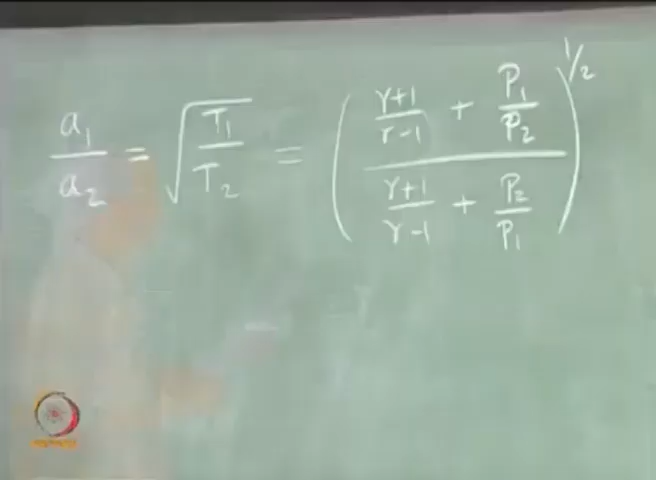 a₁/a₂ = √(T₁/T₂) = (((γ+1)/(γ-1) + P₁/P₂) / ((γ+1)/(γ-1) + P₂/P₁))^(1/2)